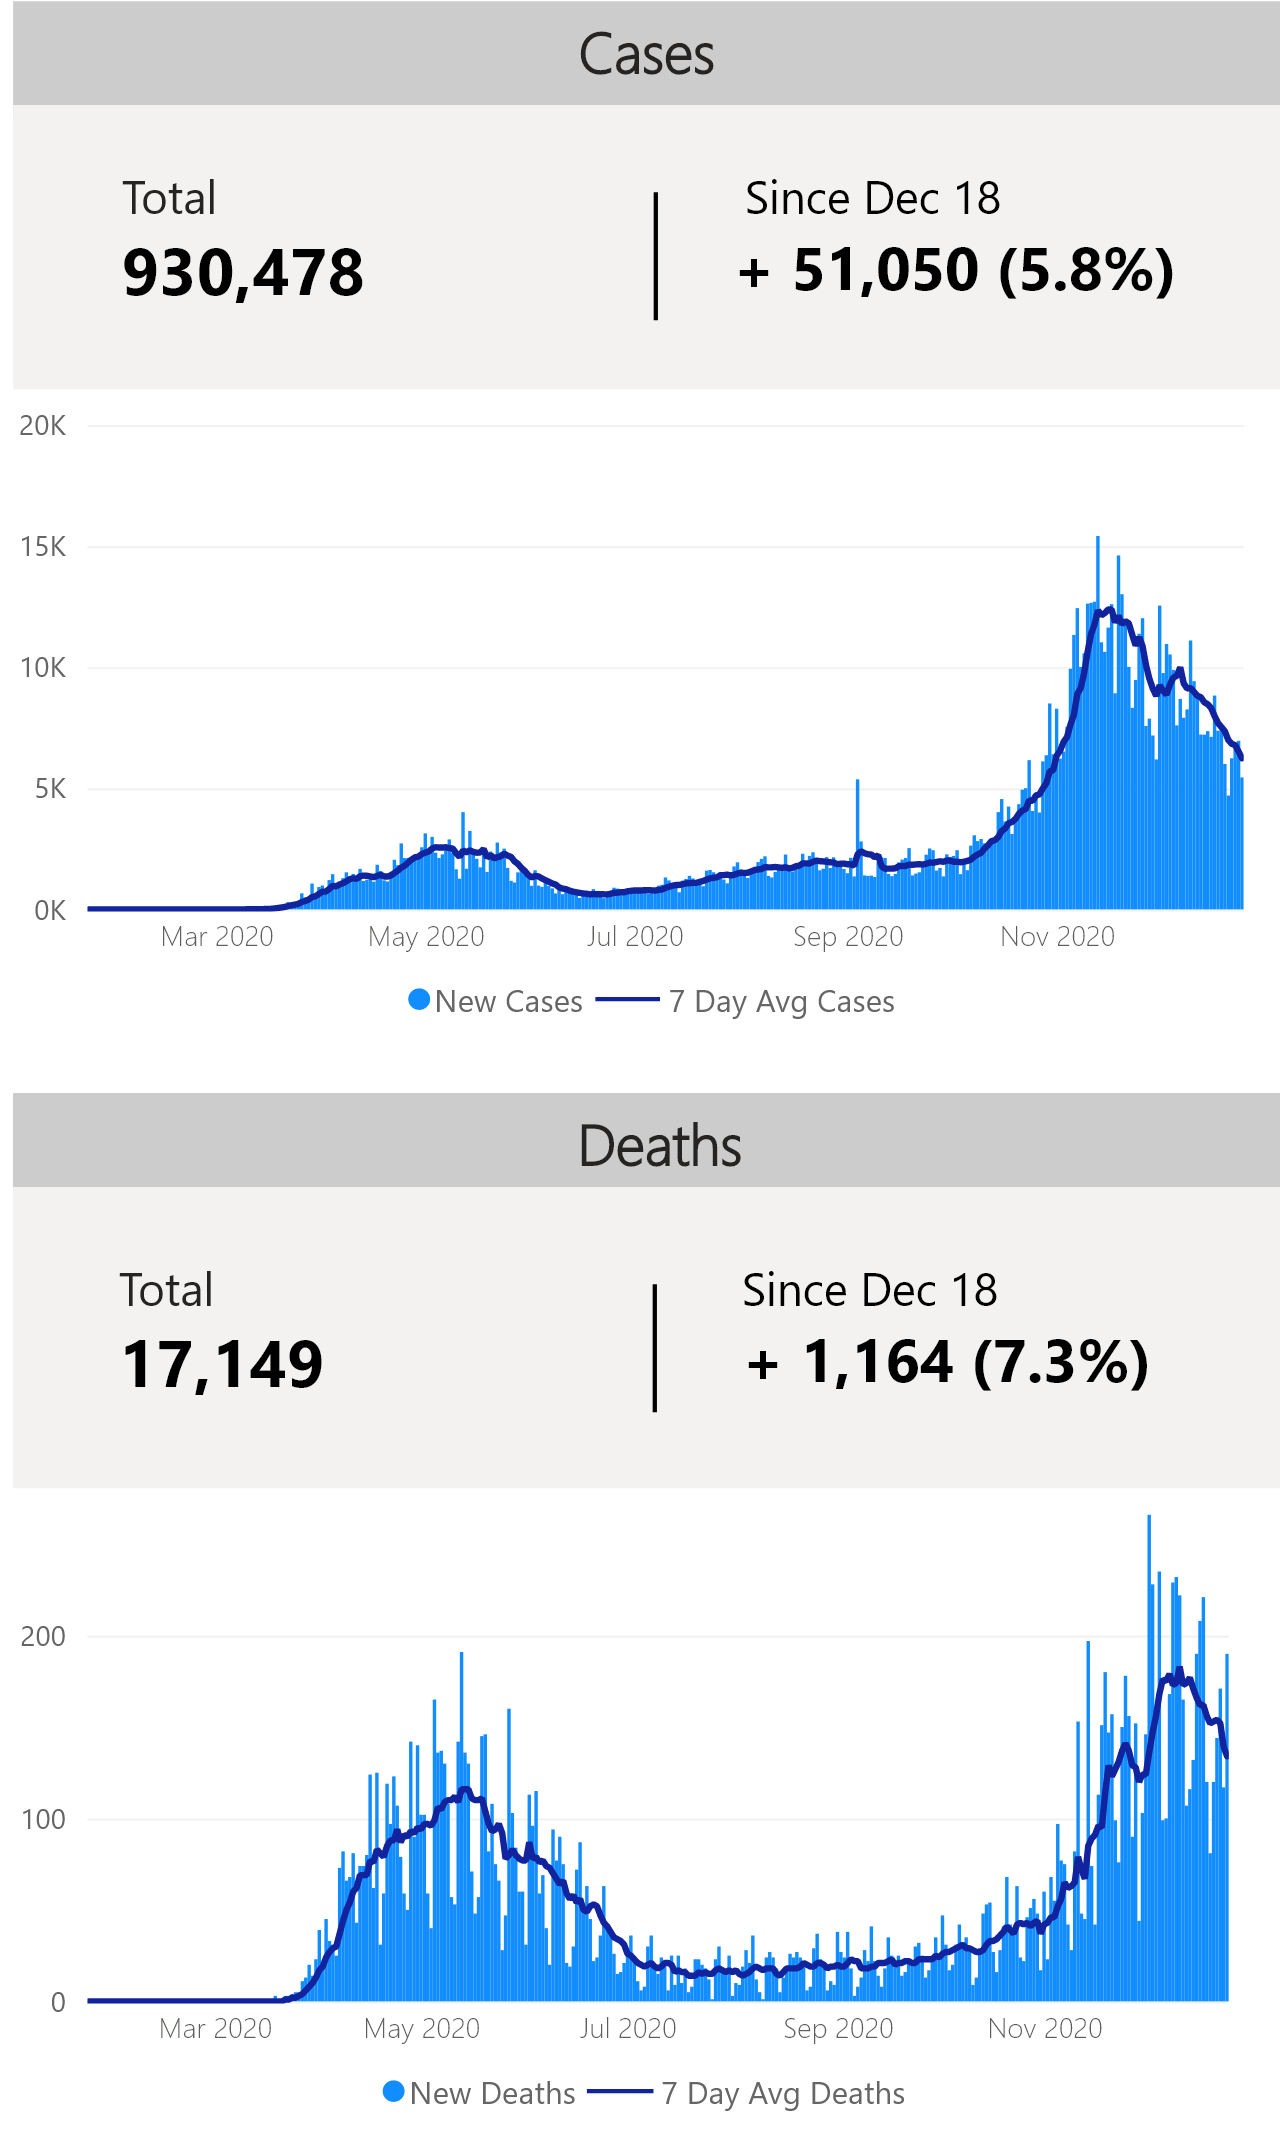 Cases
Total
Since Dec 18
930,478
+ 51,050 (5.8%)
20K
15K
10K
5K
0K
Mar 2020
May 2020
Jul 2020
Sep 2020
Nov 2020
New Cases
7 Day Avg Cases
Deaths
Total
Since Dec 18
17,149
+ 1,164 (7.3%)
200
100
0
Mar 2020
May 2020
Jul 2020
Sep 2020
Nov 2020
New Deaths
7 Day Avg Deaths